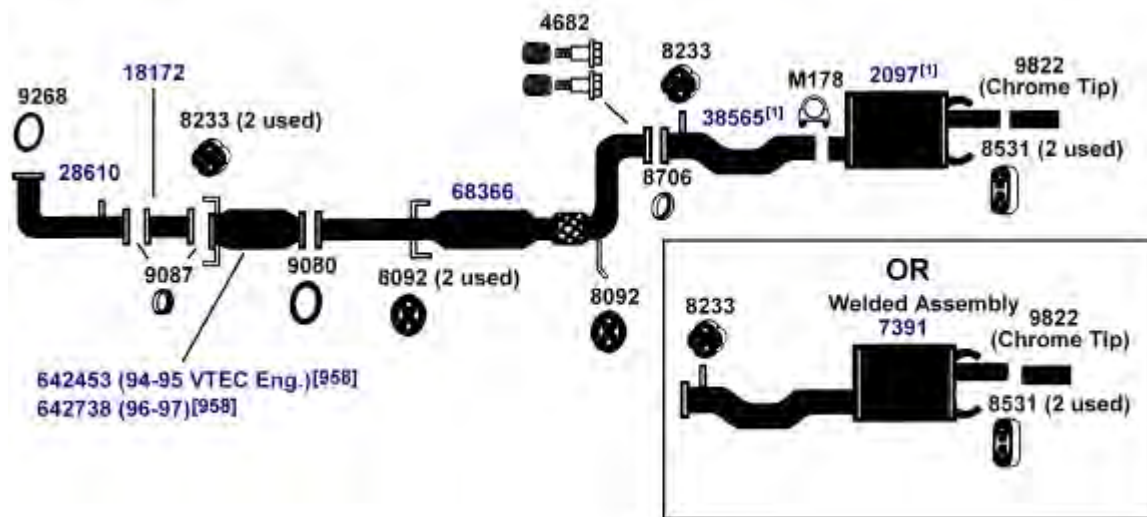 4682
8233
M178
2097[1]
9822
(Chrome Tip)
18172
9268
8233 (2 used)
38565[1]
8531 (2 used)
28610
68366
8706
9087
9080
8092 (2 used)
8092
642453 (94-95 VTEC Eng.)[958]
642738 (96-97)[958]
OR
Welded Assembly
7391
8233
9822
(Chrome Tip)
8531 (2 used)